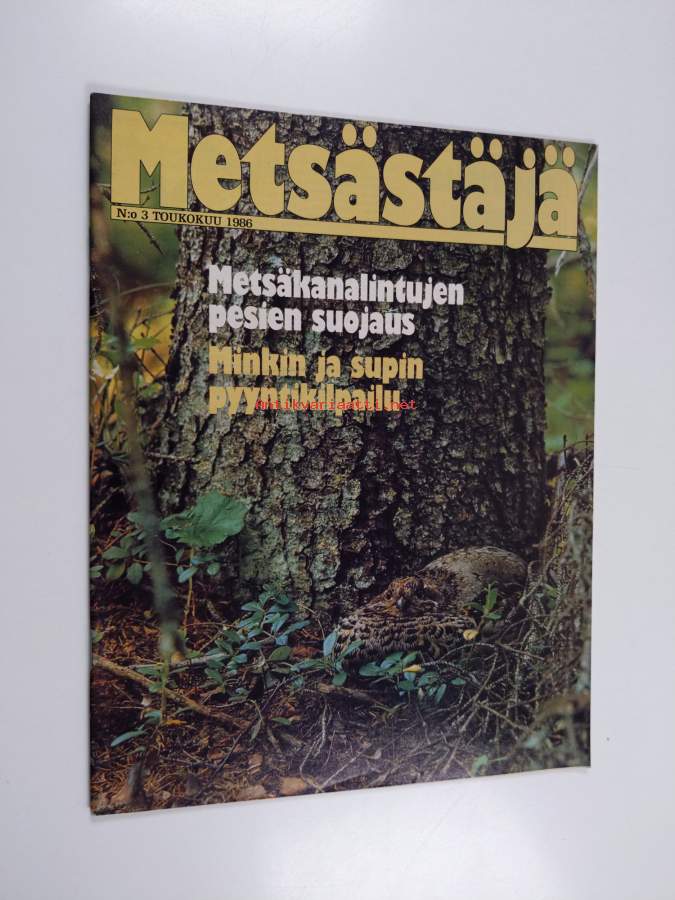 Metsästäjä
N:o 3 TOUKOKUU 1986
Metsäkanalintujen
pesien suojaus
Minkin ja supin
pyyntikilpailu
Antikvariaatti.net